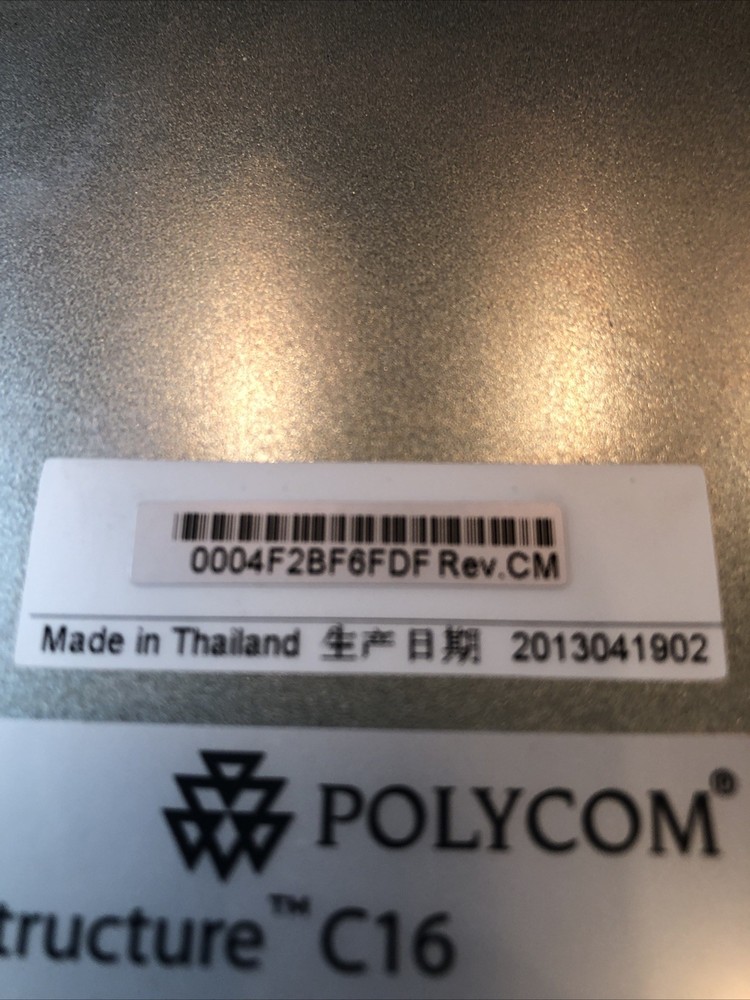 0004F2BF6FDF Rev.CM
Made in Thailand 生产日期 2013041902
POLYCOM®
tructure™ C16